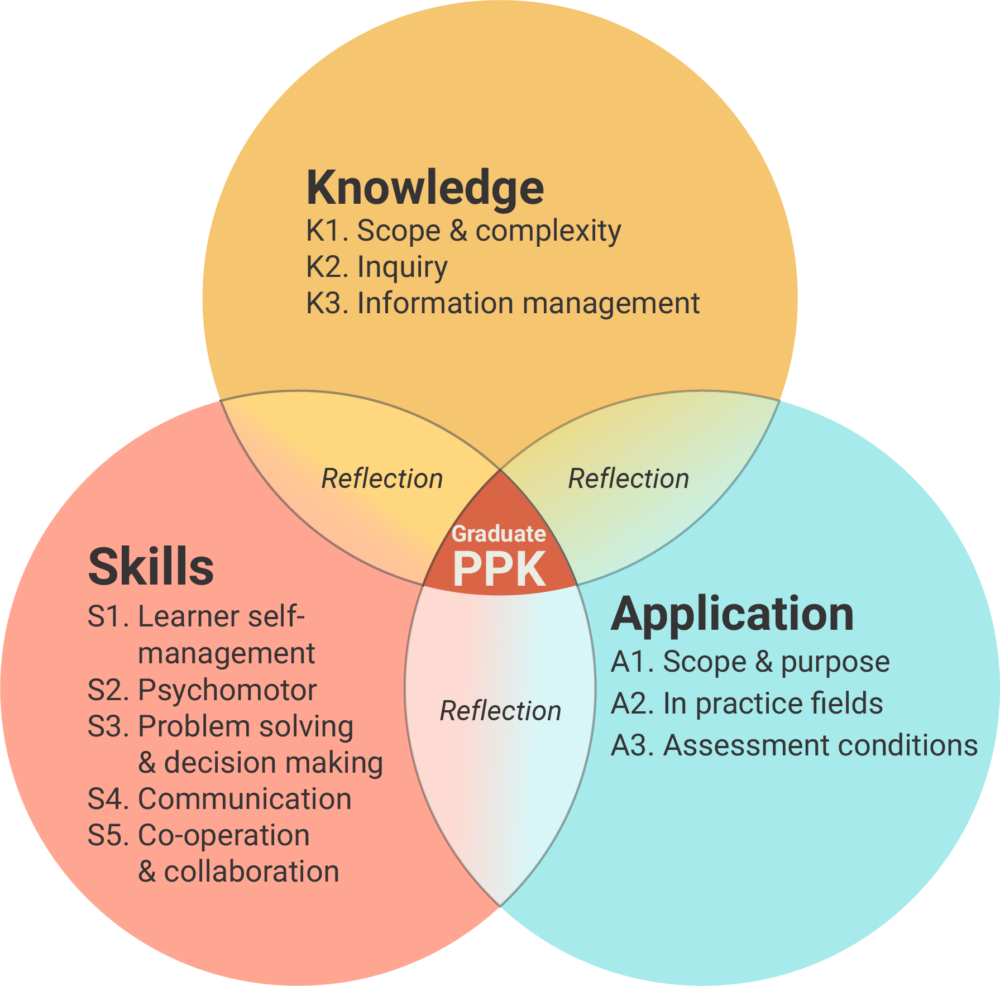 Knowledge
K1. Scope & complexity
K2. Inquiry
K3. Information management
Reflection
Reflection
Graduate
PPK
Skills
S1. Learner self-
management
S2. Psychomotor
S3. Problem solving
& decision making
S4. Communication
S5. Co-operation
& collaboration
Reflection
Application
A1. Scope & purpose
A2. In practice fields
A3. Assessment conditions